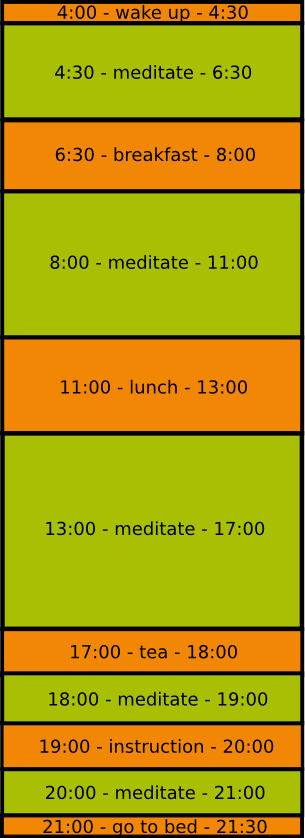 4:00 - wake up - 4:30
4:30 - meditate - 6:30
6:30 - breakfast - 8:00
8:00 - meditate - 11:00
11:00 - lunch - 13:00
13:00 - meditate - 17:00
17:00 - tea - 18:00
18:00 - meditate - 19:00
19:00 - instruction - 20:00
20:00 - meditate - 21:00
21:00 - go to bed - 21:30